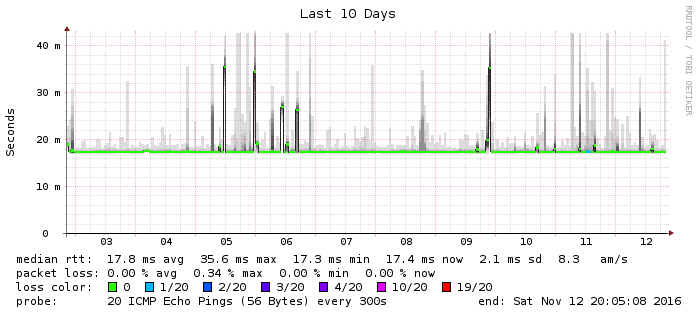 Last 10 Days
RRDTOOL / TOBI OETIKER
Seconds
40 m
30 m
20 m
10 m
0
03 04 05 06 07 08 09 10 11 12
median rtt: 17.8 ms avg 35.6 ms max 17.3 ms min 17.4 ms now 2.1 ms sd 8.3 am/s
packet loss: 0.00 % avg 0.34 % max 0.00 % min 0.00 % now
loss color: 0 1/20 2/20 3/20 4/20 10/20 19/20
probe: 20 ICMP Echo Pings (56 Bytes) every 300s end: Sat Nov 12 20:05:08 2016